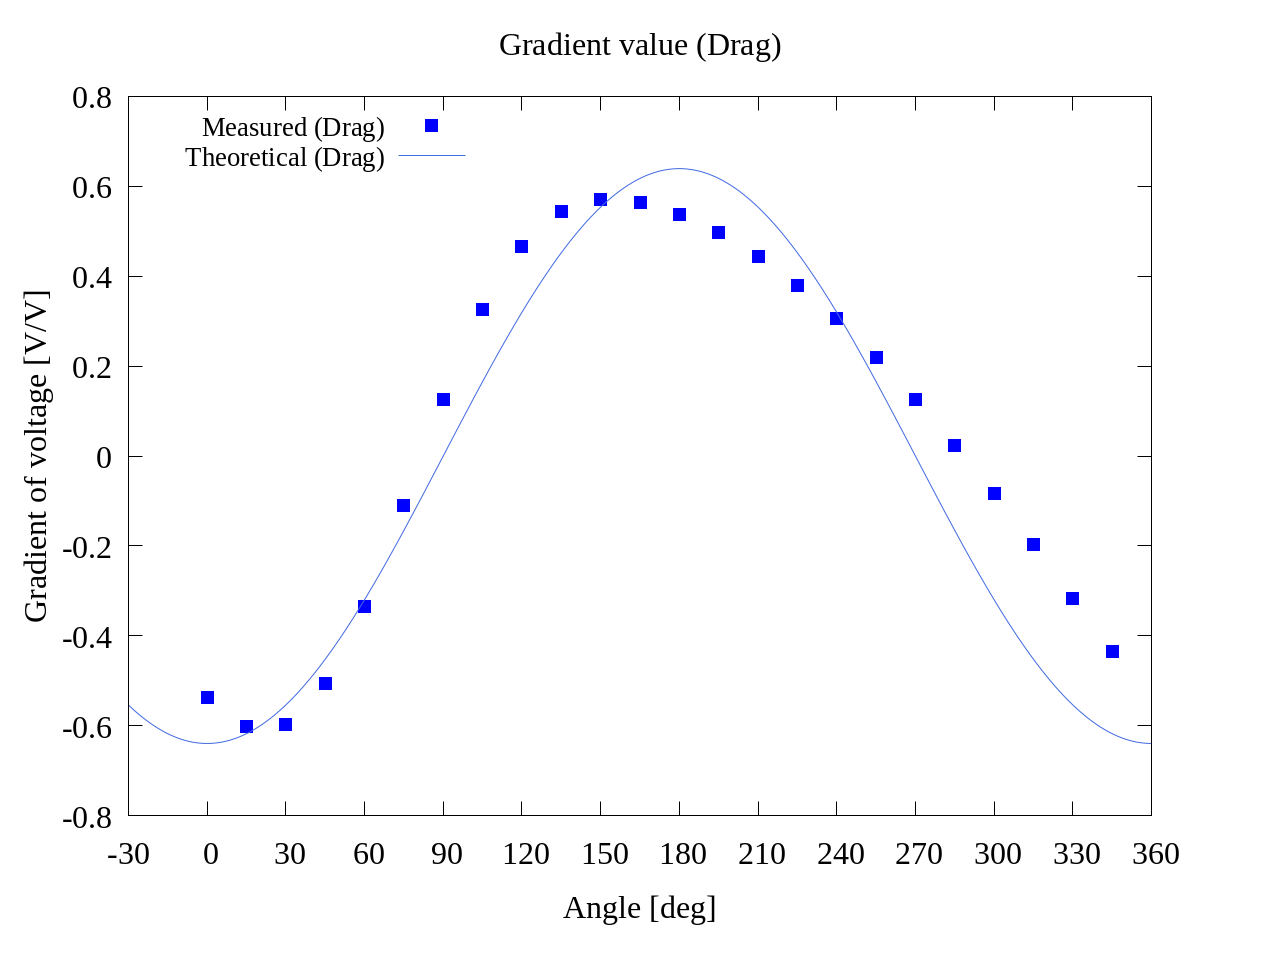 Gradient value (Drag)
Measured (Drag)
Theoretical (Drag)
0.8
0.6
0.4
0.2
0
-0.2
-0.4
-0.6
-0.8
Gradient of voltage [V/V]
-30 0 30 60 90 120 150 180 210 240 270 300 330 360
Angle [deg]